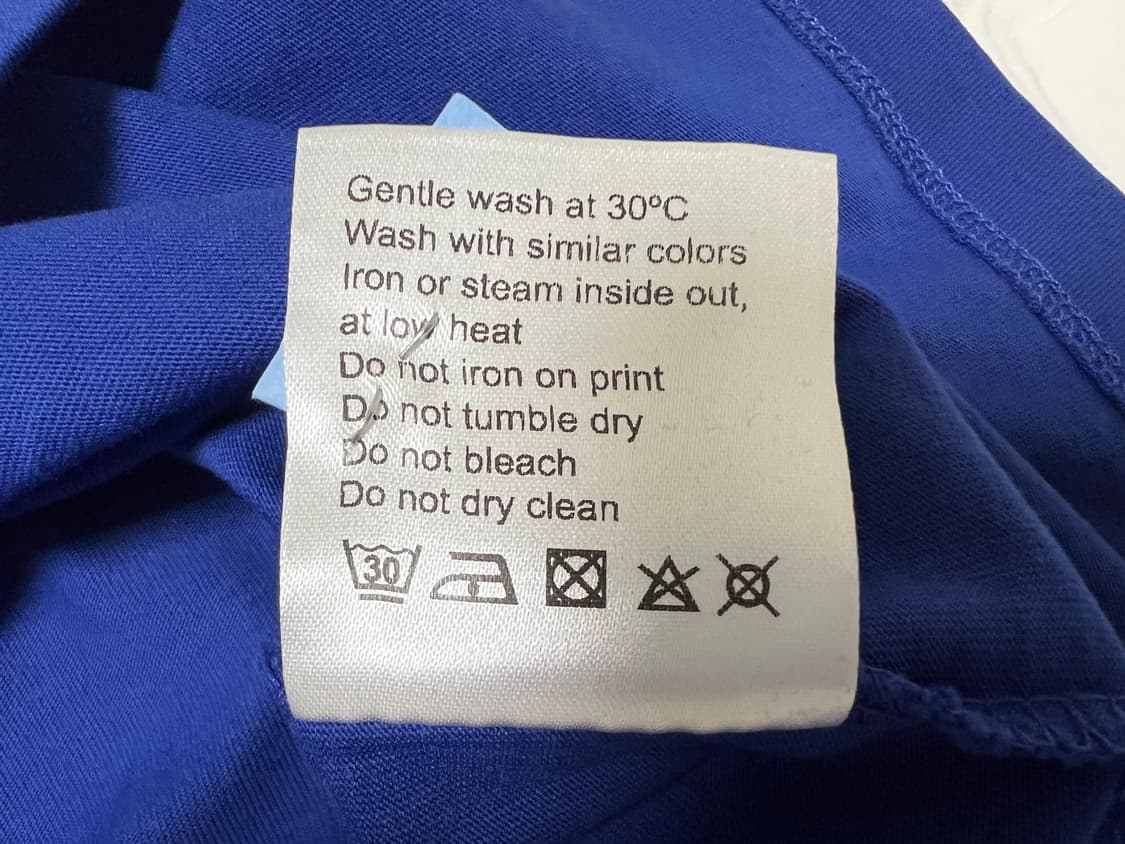 Gentle wash at 30ºC
Wash with similar colors
Iron or steam inside out,
at low heat
Do not iron on print
Do not tumble dry
Do not bleach
Do not dry clean
30